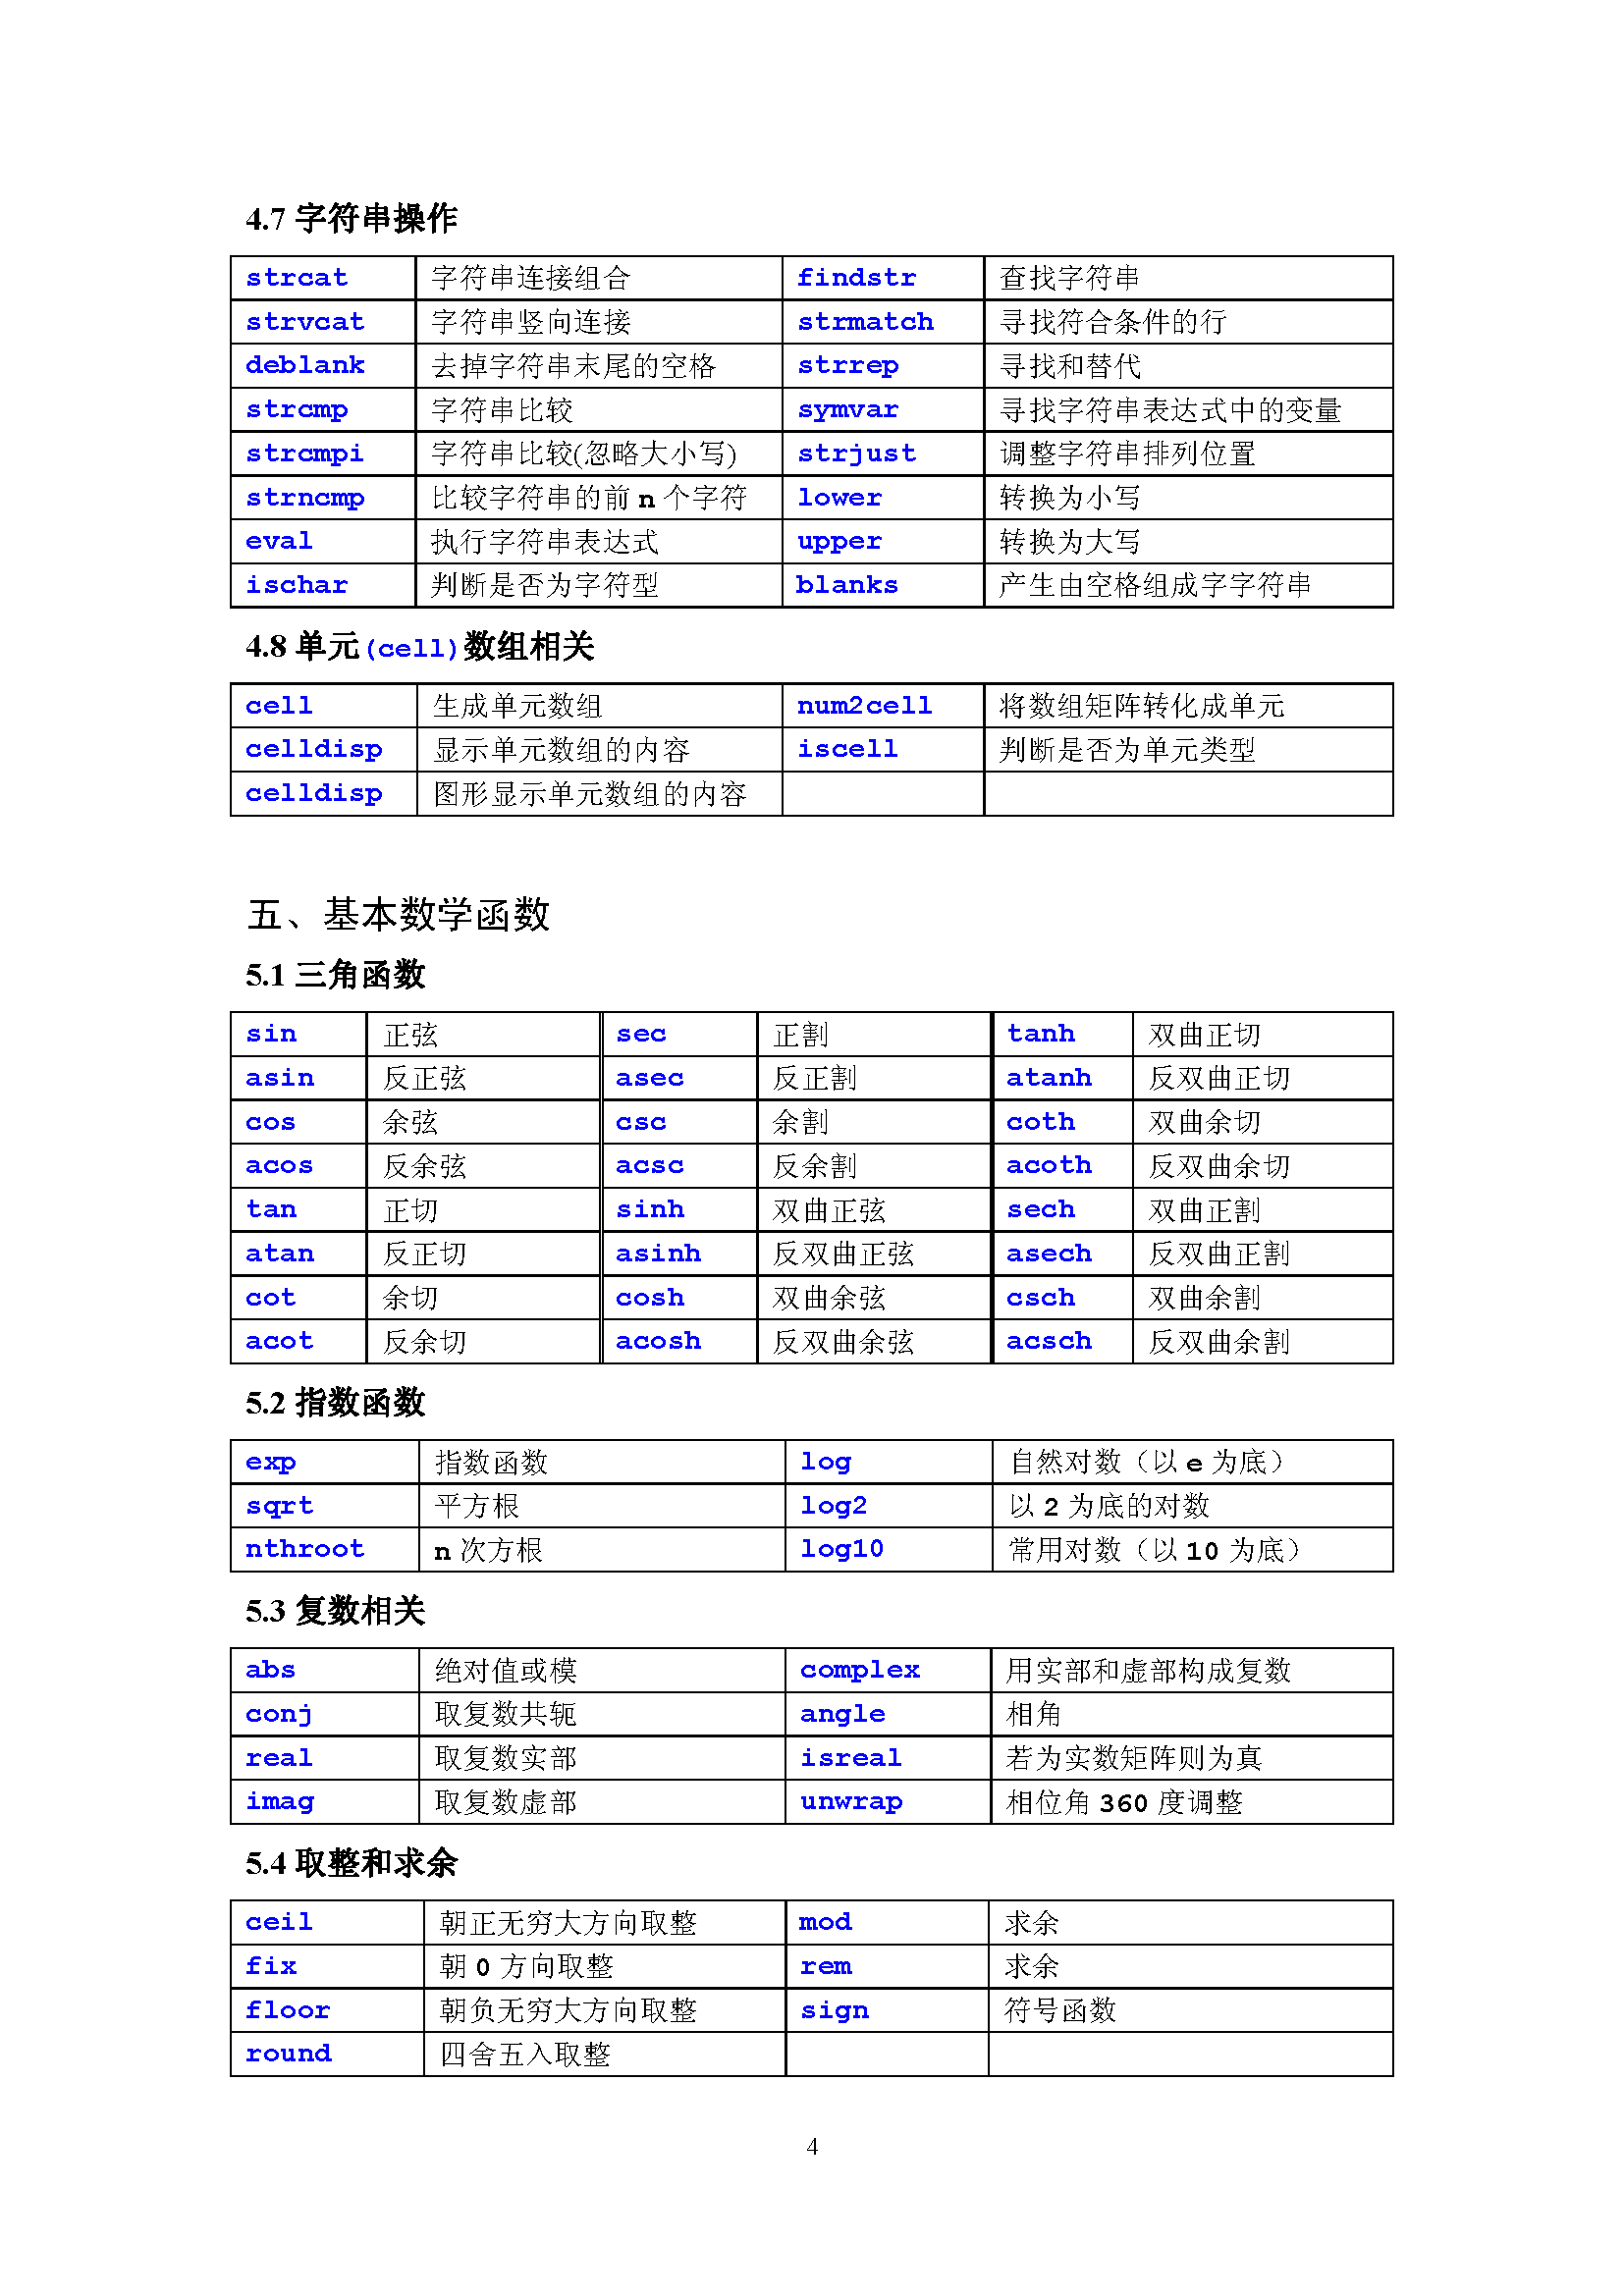 4.7 字符串操作
strcat 字符串连接组合 findstr 查找字符串
strvcat 字符串竖向连接 strmatch 寻找符合条件的行
deblank 去掉字符串末尾的空格 strrep 寻找和替代
strcmp 字符串比较 symvar 寻找字符串表达式中的变量
strcmpi 字符串比较(忽略大小写) strjust 调整字符串排列位置
strncmp 比较字符串的前 n 个字符 lower 转换为小写
eval 执行字符串表达式 upper 转换为大写
ischar 判断是否为字符型 blanks 产生由空格组成字字符串
4.8 单元(cell)数组相关
cell 生成单元数组 num2cell 将数组矩阵转化成单元
celldisp 显示单元数组的内容 iscell 判断是否为单元类型
celldisp 图形显示单元数组的内容
五、基本数学函数
5.1 三角函数
sin 正弦 sec 正割 tanh 双曲正切
asin 反正弦 asec 反正割 atanh 反双曲正切
cos 余弦 csc 余割 coth 双曲余切
acos 反余弦 acsc 反余割 acoth 反双曲余切
tan 正切 sinh 双曲正弦 sech 双曲正割
atan 反正切 asinh 反双曲正弦 asech 反双曲正割
cot 余切 cosh 双曲余弦 csch 双曲余割
acot 反余切 acosh 反双曲余弦 acsch 反双曲余割
5.2 指数函数
exp 指数函数 log 自然对数（以 e 为底）
sqrt 平方根 log2 以 2 为底的对数
nthroot n 次方根 log10 常用对数（以 10 为底）
5.3 复数相关
abs 绝对值或模 complex 用实部和虚部构成复数
conj 取复数共轭 angle 相角
real 取复数实部 isreal 若为实数矩阵则为真
imag 取复数虚部 unwrap 相位角 360 度调整
5.4 取整和求余
ceil 朝正无穷大方向取整 mod 求余
fix 朝 0 方向取整 rem 求余
floor 朝负无穷大方向取整 sign 符号函数
round 四舍五入取整
4